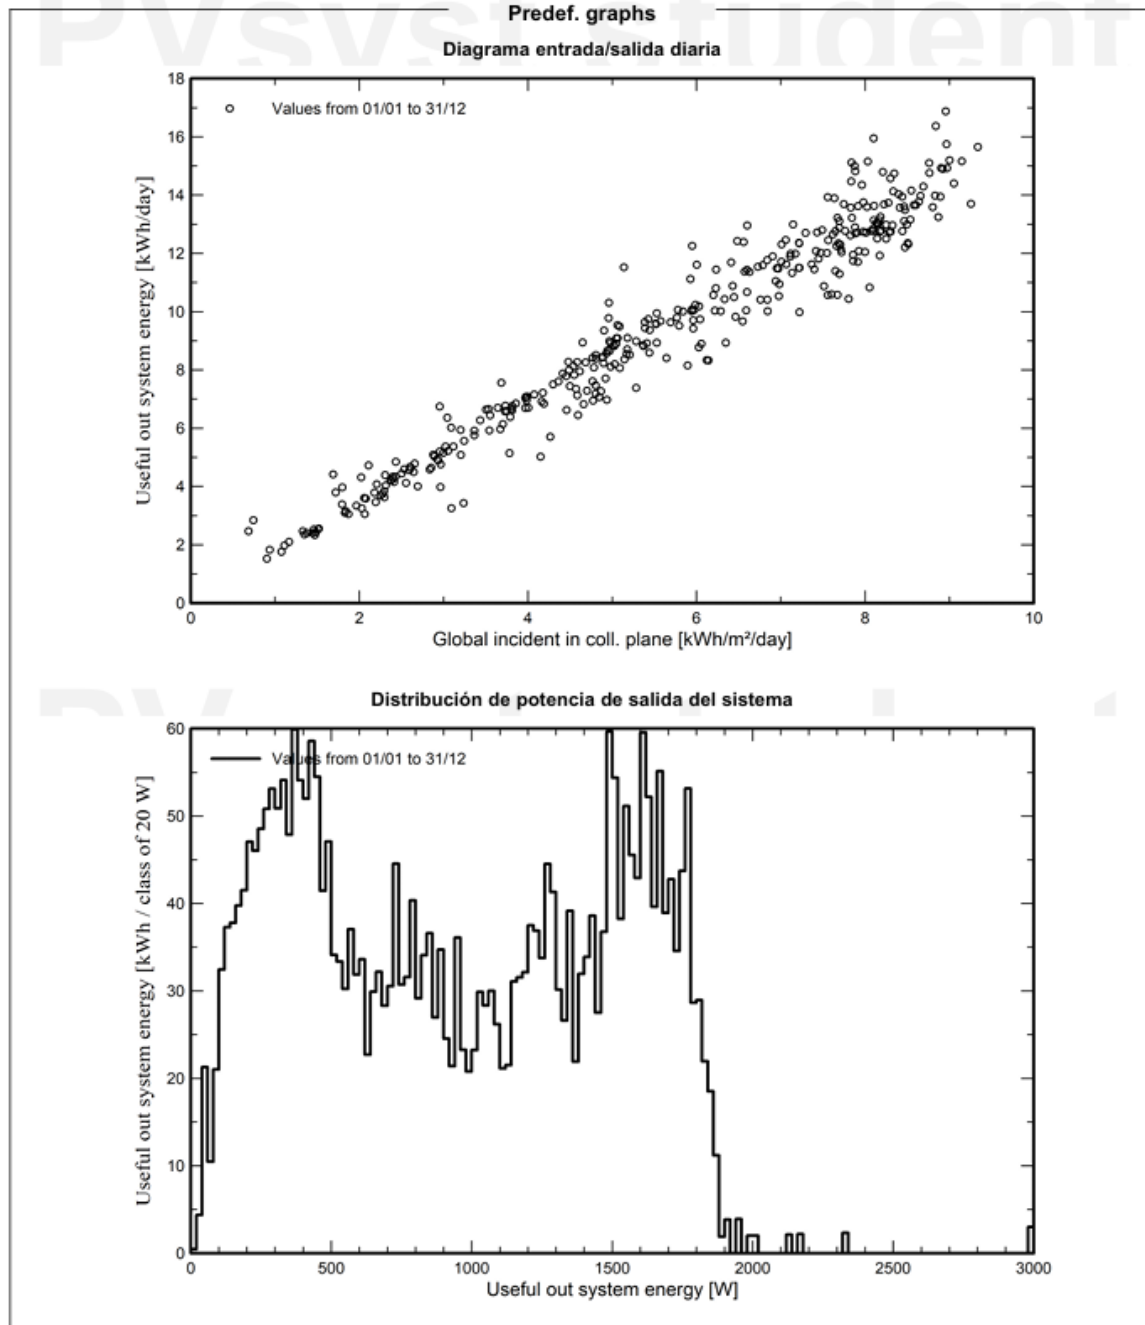 PVsyst student
Predef. graphs
Diagrama entrada/salida diaria
Values from 01/01 to 31/12
18
16
14
12
10
8
6
4
2
0
Useful out system energy [kWh/day]
0 2 4 6 8 10
Global incident in coll. plane [kWh/m²/day]
Distribución de potencia de salida del sistema
Values from 01/01 to 31/12
60
50
40
30
20
10
0
Useful out system energy [kWh / class of 20 W]
0 500 1000 1500 2000 2500 3000
Useful out system energy [W]